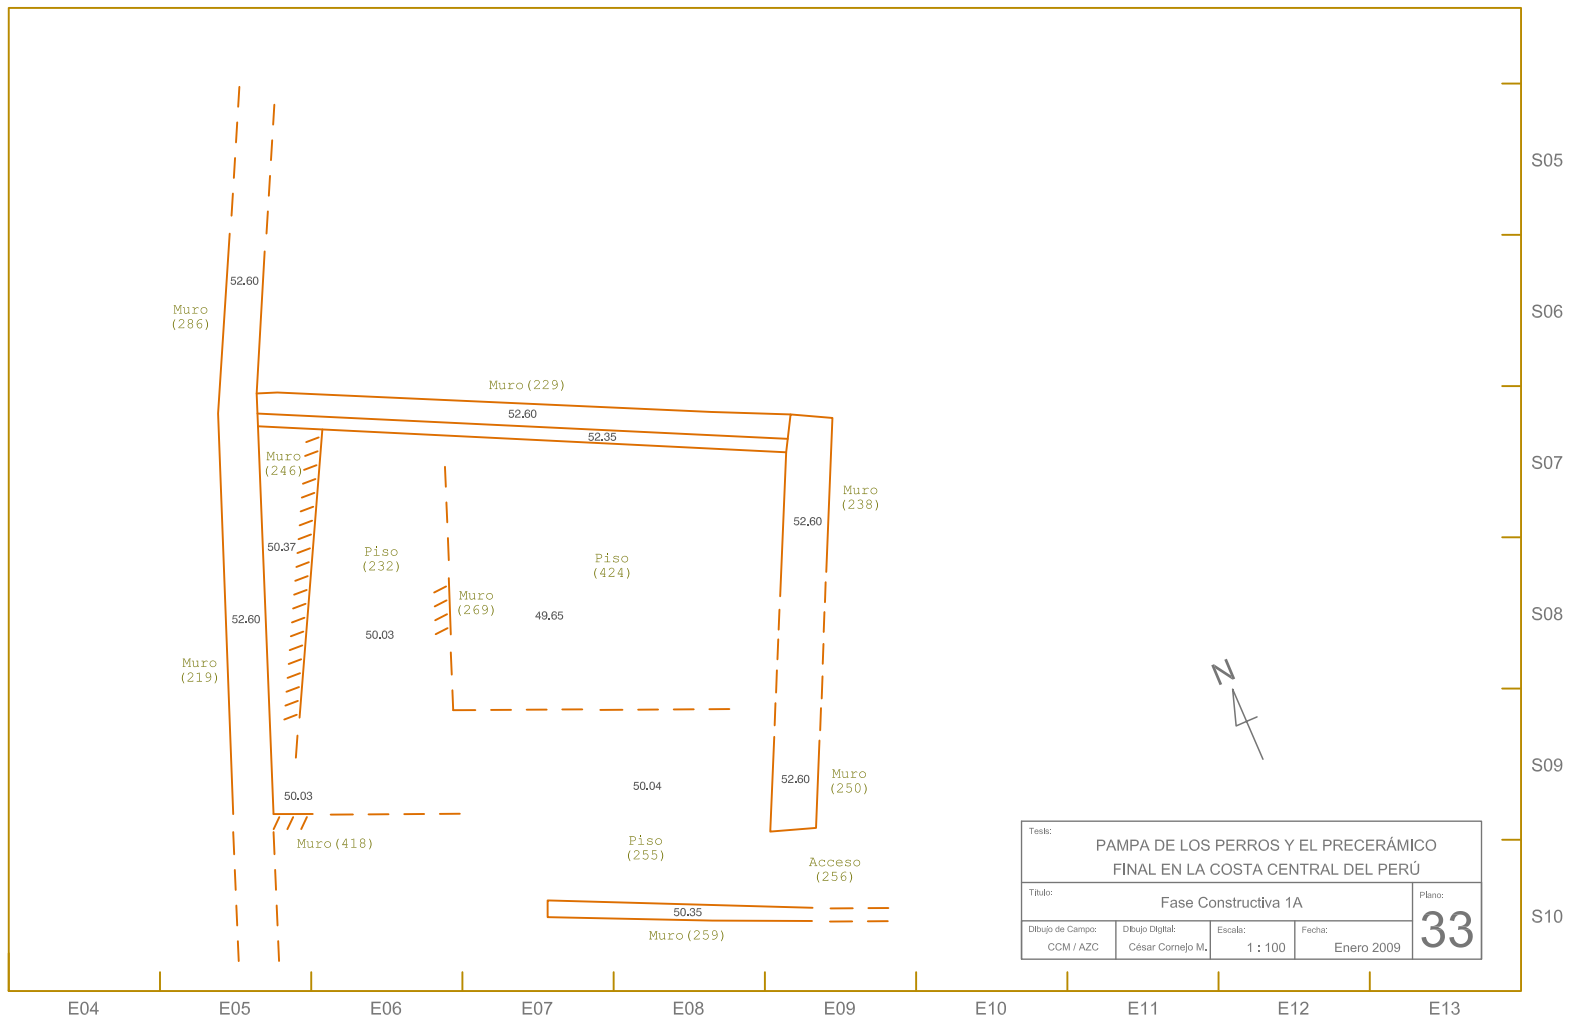 S05
52.60
Muro
(286)
S06
Muro(229)
52.60
52.35
Muro
(246)
S07
Muro
(238)
52.60
50.37
Piso
(232)
Piso
(424)
Muro
(269)
49.65
52.60
50.03
S08
Muro
(219)
N
50.03
50.04
52.60
Muro
(250)
S09
Muro(418)
Piso
(255)
Acceso
(256)
50.35
Muro(259)
S10
Tesis:
PAMPA DE LOS PERROS Y EL PRECERÁMICO
FINAL EN LA COSTA CENTRAL DEL PERÚ
Título:
Fase Constructiva 1A
Plano:
33
Dibujo de Campo:
CCM / AZC
Dibujo Digital:
César Cornejo M.
Escala:
1 : 100
Fecha:
Enero 2009
E04 E05 E06 E07 E08 E09 E10 E11 E12 E13